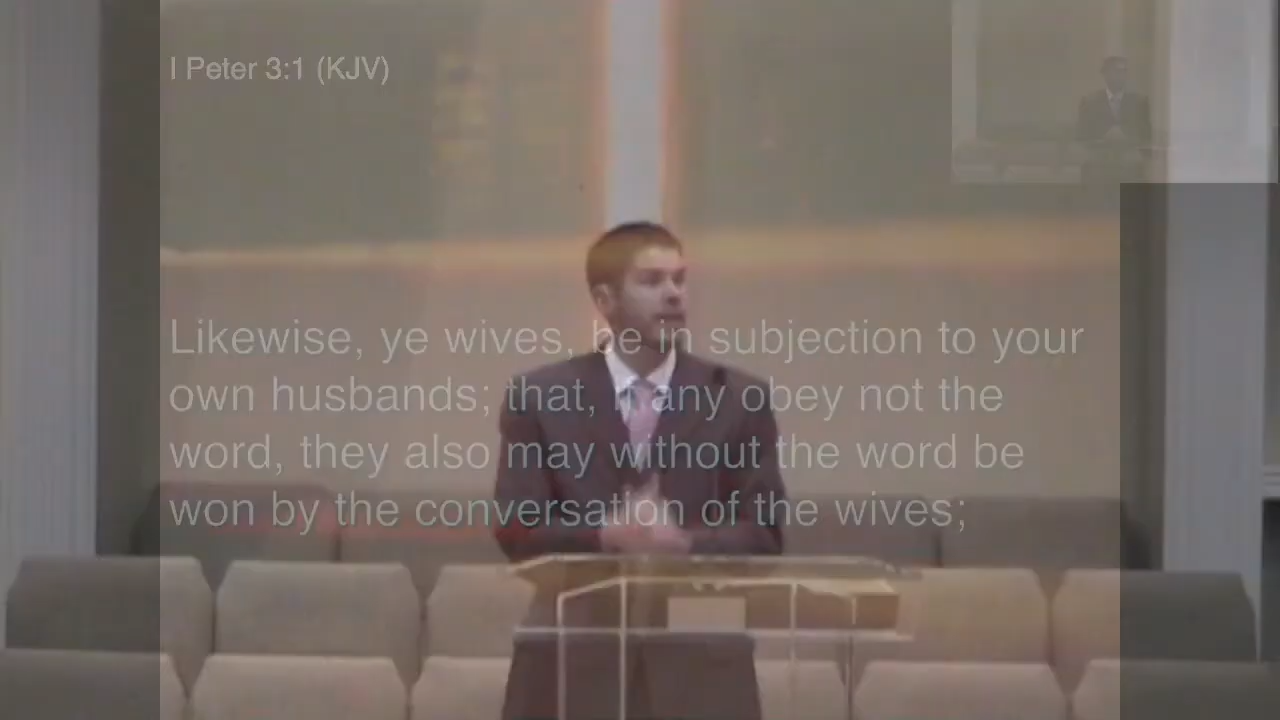 I Peter 3:1 (KJV)
Likewise, ye wives, be in subjection to your
own husbands; that, if any obey not the
word, they also may without the word be
won by the conversation of the wives;